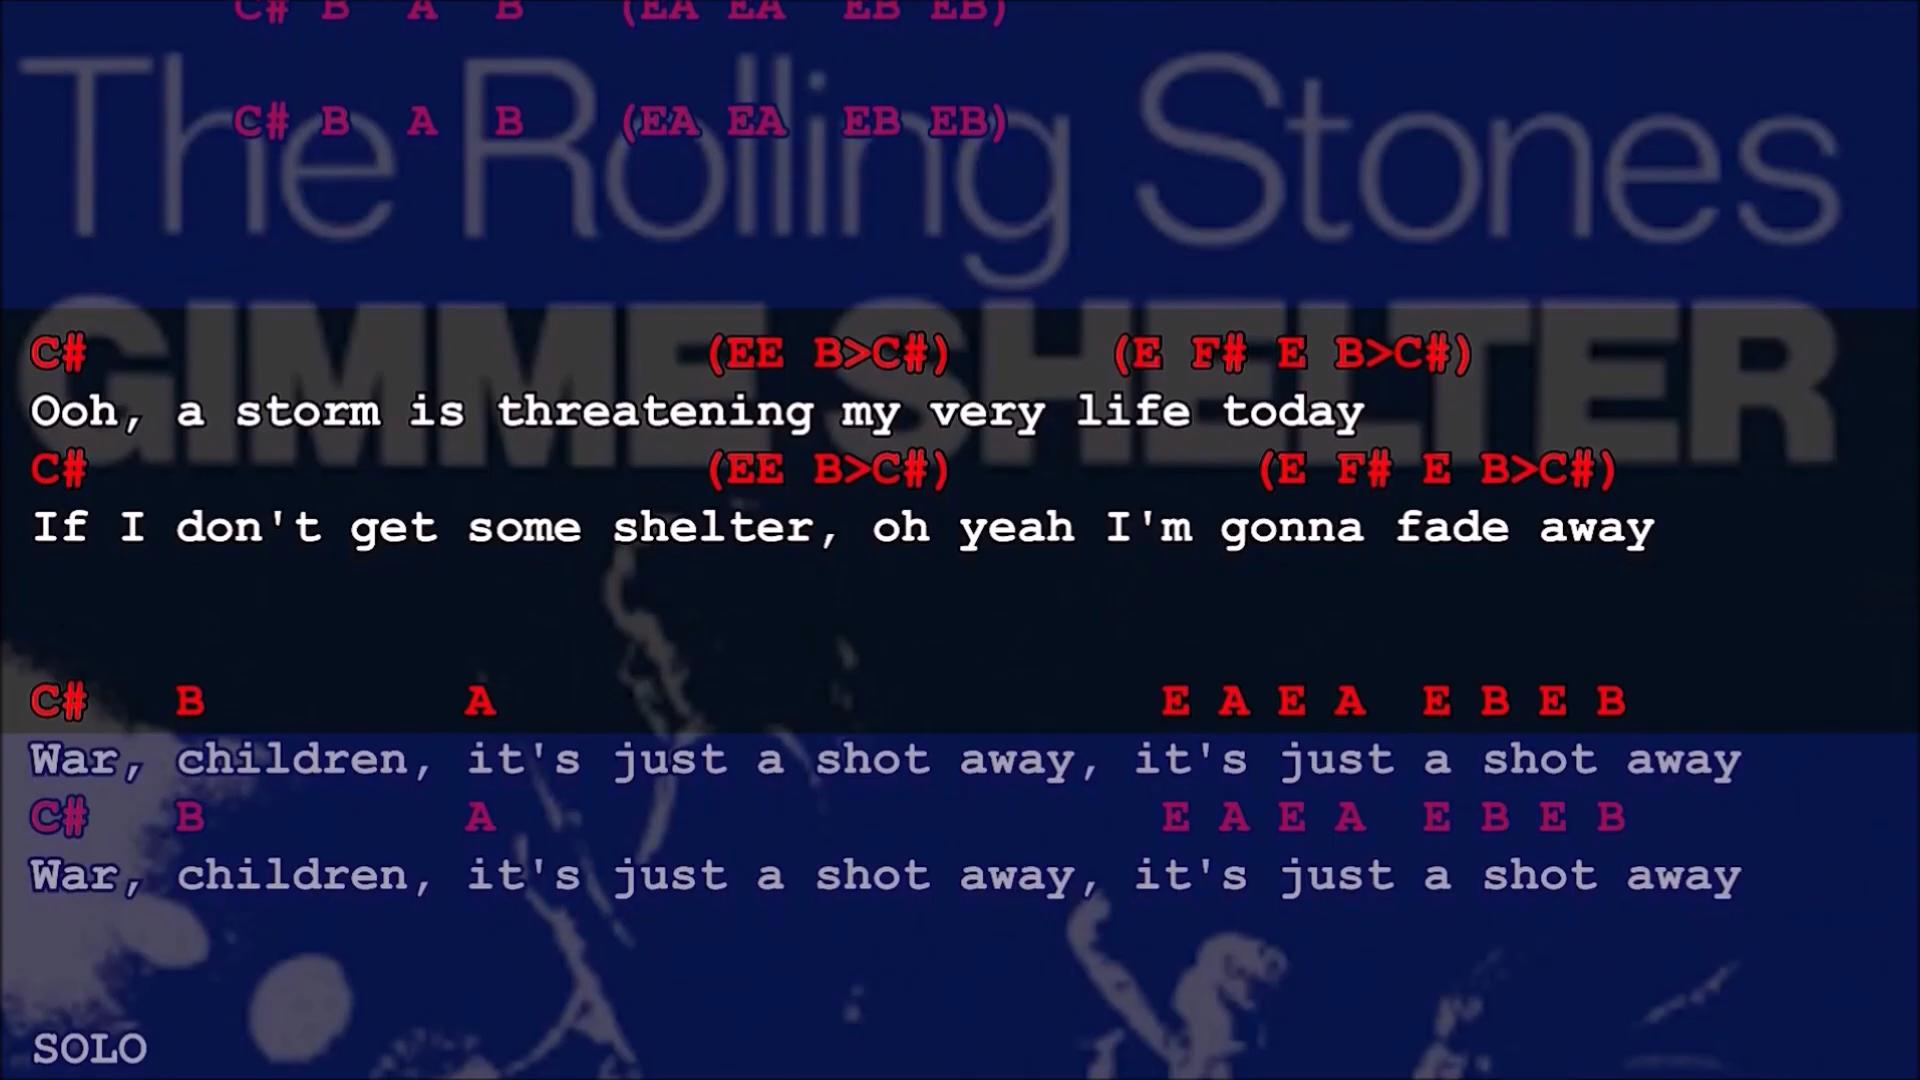 C# B A B (EA EA EB EB)
The Rolling Stones
C# B A B (EA EA EB EB)
GIMME SHELTER
C# (EE B>C#) (E F# E B>C#)
Ooh, a storm is threatening my very life today
C# (EE B>C#) (E F# E B>C#)
If I don't get some shelter, oh yeah I'm gonna fade away
C# B A E A E A E B E B
War, children, it's just a shot away, it's just a shot away
C# B A E A E A E B E B
War, children, it's just a shot away, it's just a shot away
SOLO